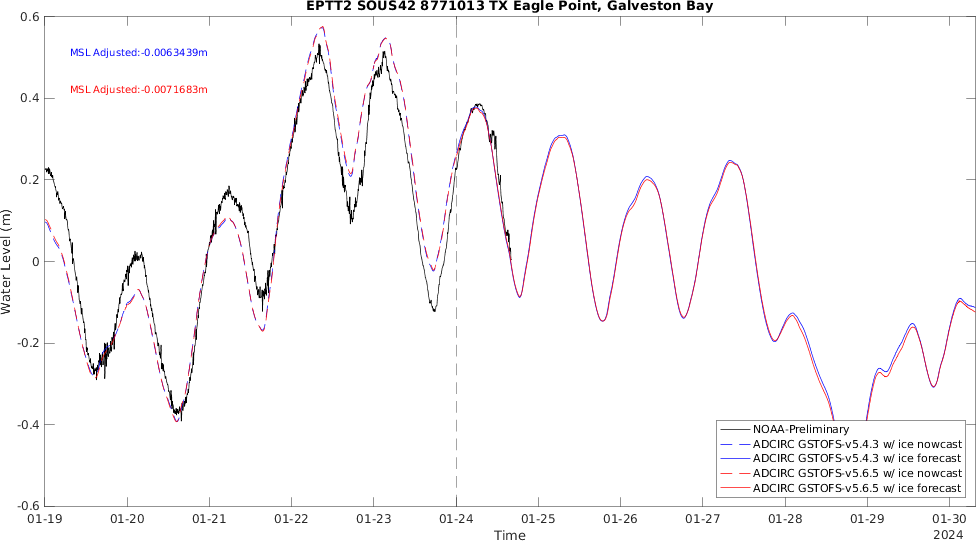 EPTT2 SOUS42 8771013 TX Eagle Point, Galveston Bay
MSL Adjusted:-0.0063439m
MSL Adjusted:-0.0071683m
Water Level (m)
0.6
0.4
0.2
0
-0.2
-0.4
-0.6
NOAA-Preliminary
ADCIRC GSTOFS-v5.4.3 w/ ice nowcast
ADCIRC GSTOFS-v5.4.3 w/ ice forecast
ADCIRC GSTOFS-v5.6.5 w/ ice nowcast
ADCIRC GSTOFS-v5.6.5 w/ ice forecast
01-19 01-20 01-21 01-22 01-23 01-24 01-25 01-26 01-27 01-28 01-29 01-30
Time
2024